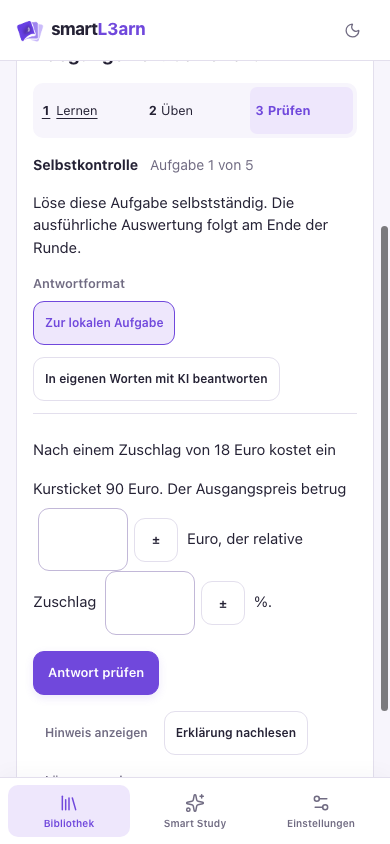 smartL3arn
1 Lernen
2 Üben
3 Prüfen
Selbstkontrolle Aufgabe 1 von 5
Löse diese Aufgabe selbstständig. Die
ausführliche Auswertung folgt am Ende der
Runde.
Antwortformat
Zur lokalen Aufgabe
In eigenen Worten mit KI beantworten
Nach einem Zuschlag von 18 Euro kostet ein
Kursticket 90 Euro. Der Ausgangspreis betrug
± Euro, der relative
Zuschlag ± %.
Antwort prüfen
Hinweis anzeigen Erklärung nachlesen
Bibliothek Smart Study Einstellungen